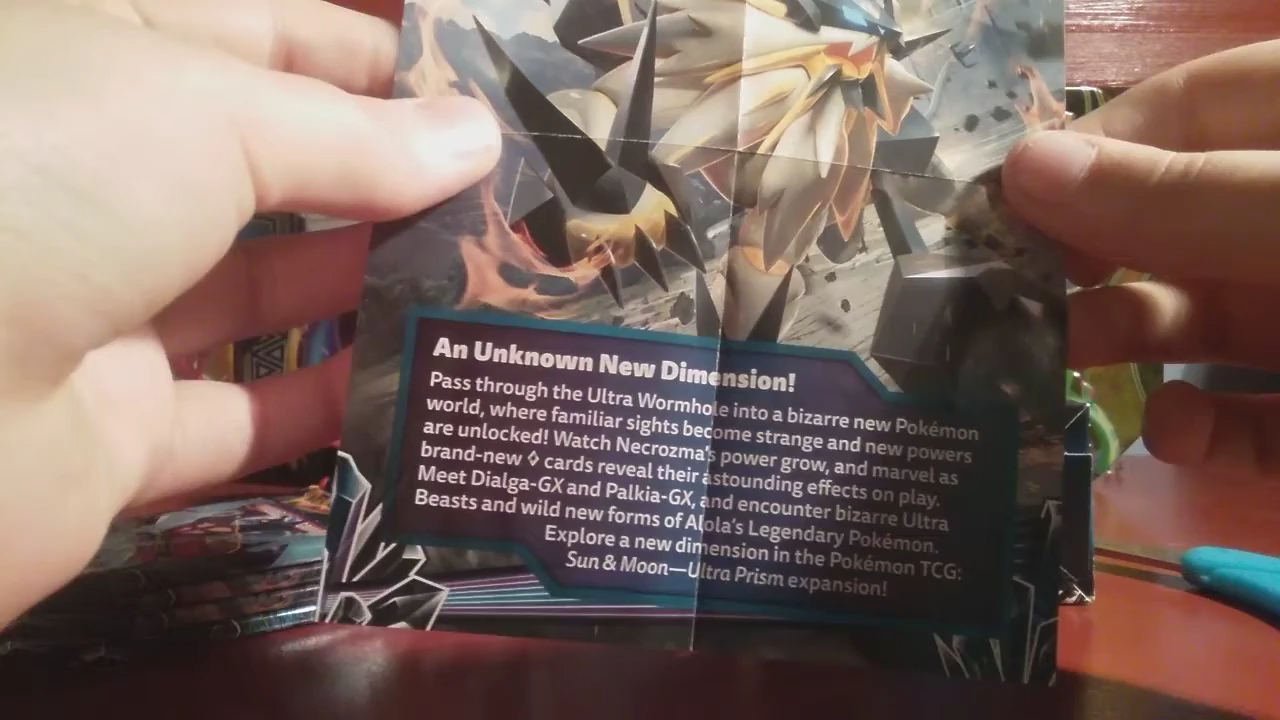 An Unknown New Dimension!
Pass through the Ultra Wormhole into a bizarre new Pokémon
world, where familiar sights become strange and new powers
are unlocked! Watch Necrozma's power grow, and marvel as
brand-new ◊ cards reveal their astounding effects on play.
Meet Dialga-GX and Palkia-GX, and encounter bizarre Ultra
Beasts and wild new forms of Alola's Legendary Pokémon.
Explore a new dimension in the Pokémon TCG:
Sun & Moon—Ultra Prism expansion!